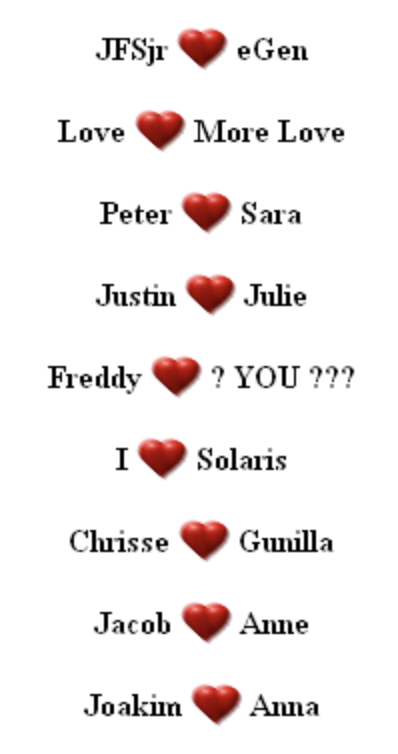 JFSjr ❤ eGen
Love ❤ More Love
Peter ❤ Sara
Justin ❤ Julie
Freddy ❤ ? YOU ???
I ❤ Solaris
Chrisse ❤ Gunilla
Jacob ❤ Anne
Joakim ❤ Anna